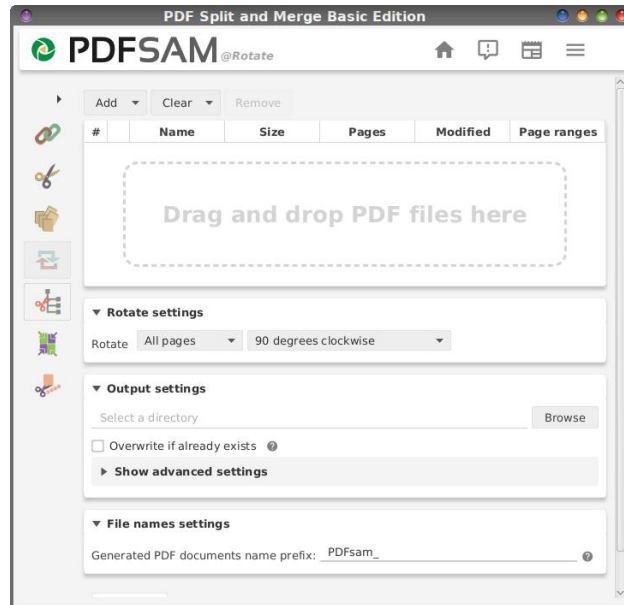 PDF Split and Merge Basic Edition
PDFSAM @Rotate
Add Clear Remove
# Name Size Pages Modified Page ranges
Drag and drop PDF files here
Rotate settings
Rotate All pages 90 degrees clockwise
Output settings
Select a directory Browse
Overwrite if already exists ?
Show advanced settings
File names settings
Generated PDF documents name prefix: PDFsam_ ?